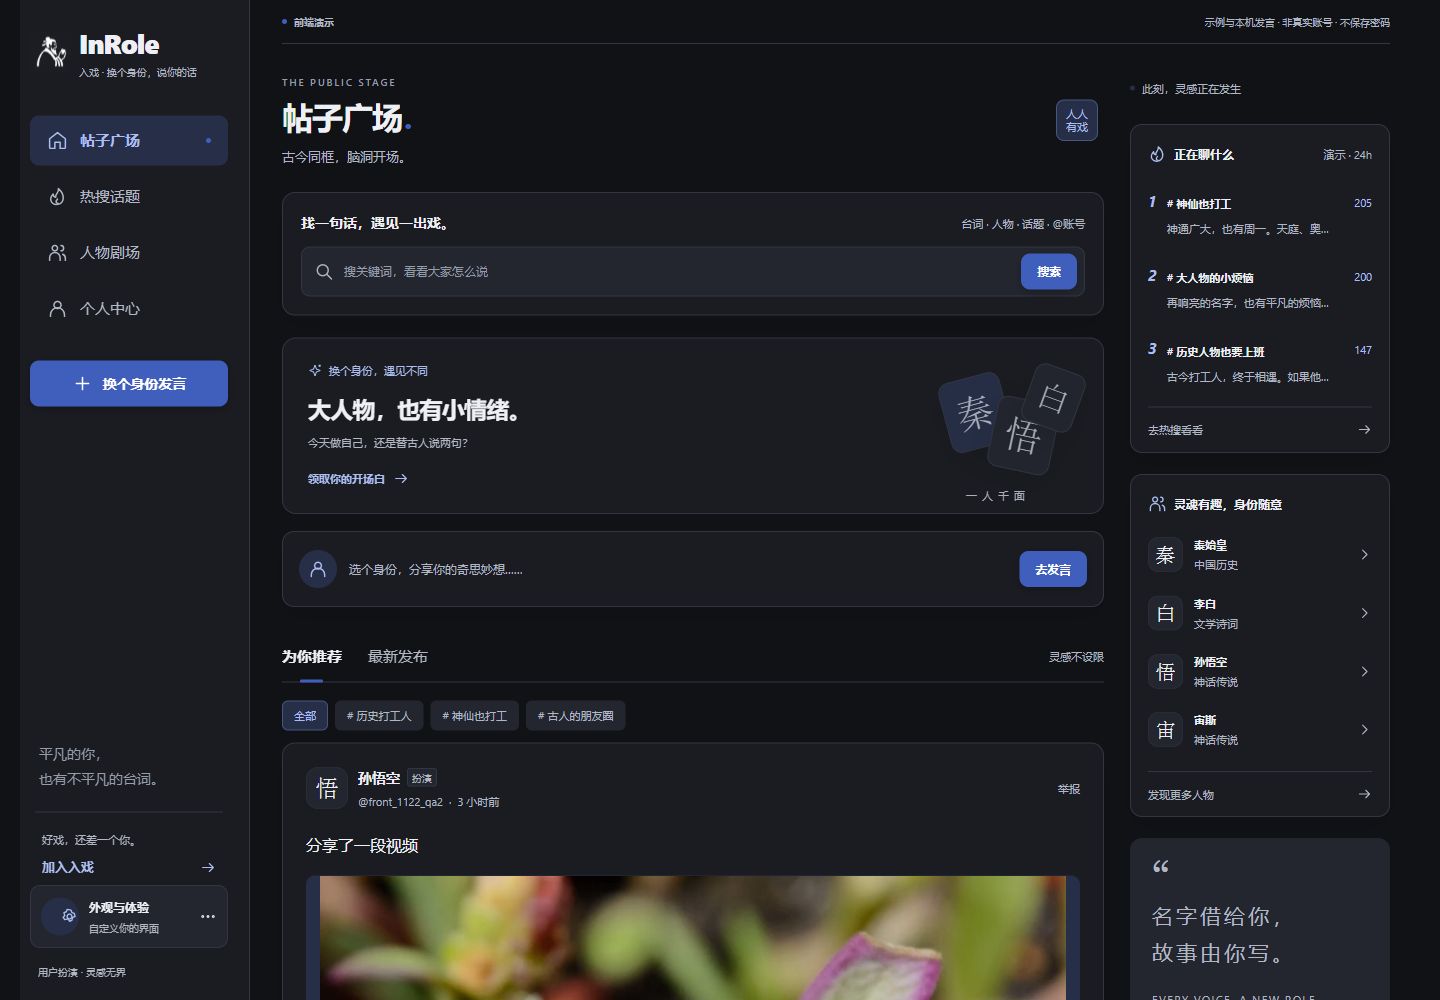 InRole
入戏 · 换个身份，说你的话
帖子广场
热搜话题
人物剧场
个人中心
换个身份发言
平凡的你，
也有不平凡的台词。
好戏，还差一个你。
加入入戏
外观与体验
自定义你的界面
用户扮演 · 灵感无界
前端演示
示例与本机发言 · 非真实账号 · 不保存密码
THE PUBLIC STAGE
帖子广场.
古今同框，脑洞开场。
人人
有戏
找一句话，遇见一出戏。
台词 · 人物 · 话题 · @账号
搜关键词，看看大家怎么说
搜索
换个身份，遇见不同
大人物，也有小情绪。
今天做自己，还是替古人说两句？
领取你的开场白
秦
悟
白
一人千面
选个身份，分享你的奇思妙想……
去发言
为你推荐
最新发布
灵感不设限
全部
# 历史打工人
# 神仙也打工
# 古人的朋友圈
悟
孙悟空
扮演
@front_1122_qa2 · 3 小时前
举报
分享了一段视频
此刻，灵感正在发生
正在聊什么
演示 · 24h
1
# 神仙也打工
205
神通广大，也有周一。天庭、奥...
2
# 大人物的小烦恼
200
再响亮的名字，也有平凡的烦恼...
3
# 历史人物也要上班
147
古今打工人，终于相逢。如果他...
去热搜看看
灵魂有趣，身份随意
秦
秦始皇
中国历史
白
李白
文学诗词
悟
孙悟空
神话传说
宙
宙斯
神话传说
发现更多人物
“
名字借给你，
故事由你写。
EVERY VOICE, A NEW ROLE